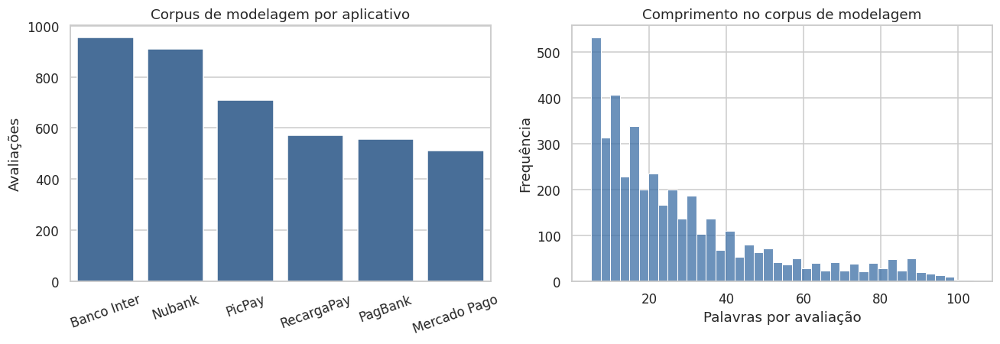 Corpus de modelagem por aplicativo
1000
800
600
400
200
0
Avaliações
Banco Inter
Nubank
PicPay
RecargaPay
PagBank
Mercado Pago
Comprimento no corpus de modelagem
500
400
300
200
100
0
Frequência
20
40
60
80
100
Palavras por avaliação